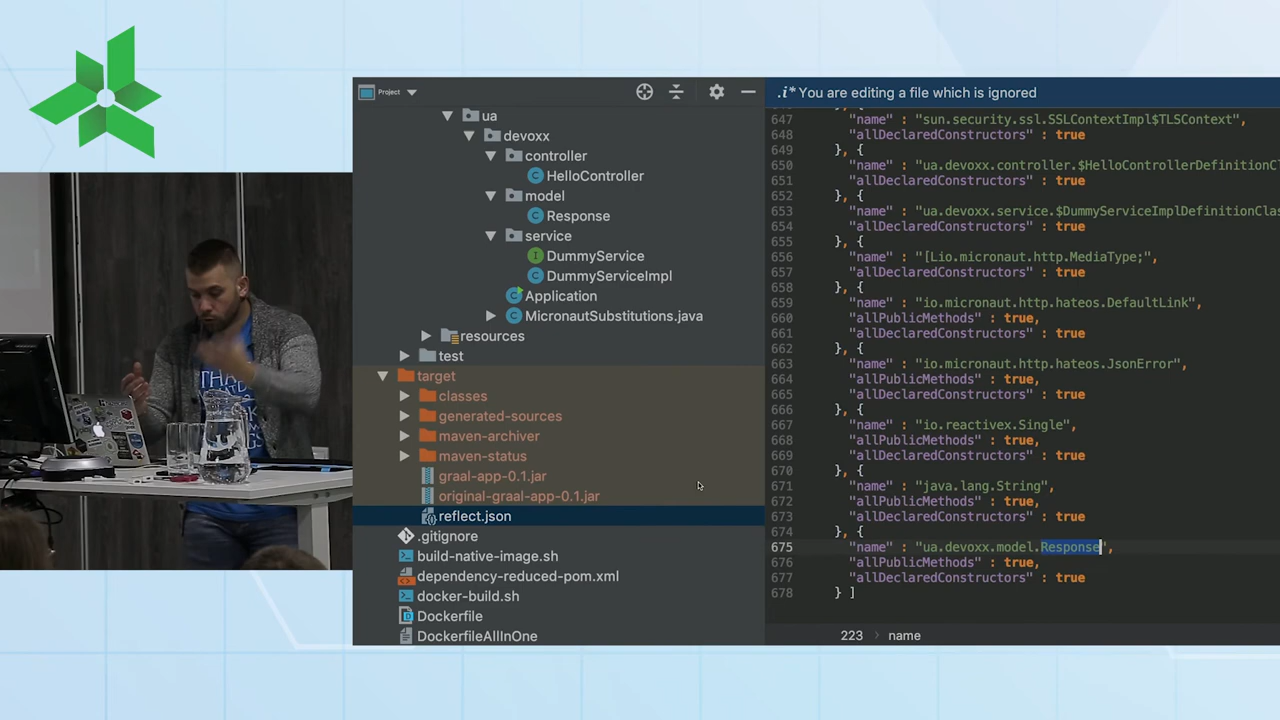 Project
.i* You are editing a file which is ignored
ua
devoxx
controller
HelloController
model
Response
service
DummyService
DummyServiceImpl
Application
MicronautSubstitutions.java
resources
test
target
classes
generated-sources
maven-archiver
maven-status
graal-app-0.1.jar
original-graal-app-0.1.jar
reflect.json
.gitignore
build-native-image.sh
dependency-reduced-pom.xml
docker-build.sh
Dockerfile
DockerfileAllInOne
647 "name" : "sun.security.ssl.SSLContextImpl$TLSContext",
648 "allDeclaredConstructors" : true
649 }, {
650 "name" : "ua.devoxx.controller.$HelloControllerDefinitionCl
651 "allDeclaredConstructors" : true
652 }, {
653 "name" : "ua.devoxx.service.$DummyServiceImplDefinitionClas
654 "allDeclaredConstructors" : true
655 }, {
656 "name" : "[Lio.micronaut.http.MediaType;",
657 "allDeclaredConstructors" : true
658 }, {
659 "name" : "io.micronaut.http.hateos.DefaultLink",
660 "allPublicMethods" : true,
661 "allDeclaredConstructors" : true
662 }, {
663 "name" : "io.micronaut.http.hateos.JsonError",
664 "allPublicMethods" : true,
665 "allDeclaredConstructors" : true
666 }, {
667 "name" : "io.reactivex.Single",
668 "allPublicMethods" : true,
669 "allDeclaredConstructors" : true
670 }, {
671 "name" : "java.lang.String",
672 "allPublicMethods" : true,
673 "allDeclaredConstructors" : true
674 }, {
675 "name" : "ua.devoxx.model.Response",
676 "allPublicMethods" : true,
677 "allDeclaredConstructors" : true
678 } ]
223 › name